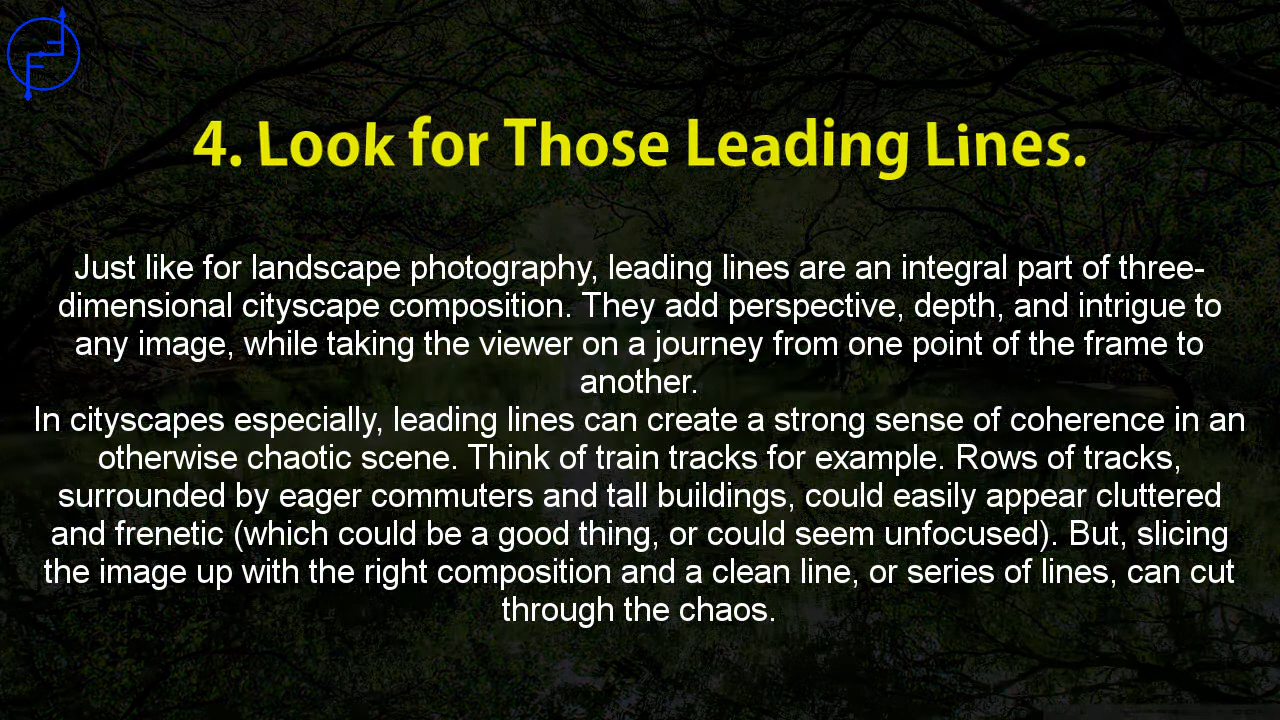 4. Look for Those Leading Lines.
Just like for landscape photography, leading lines are an integral part of three-
dimensional cityscape composition. They add perspective, depth, and intrigue to
any image, while taking the viewer on a journey from one point of the frame to
another.
In cityscapes especially, leading lines can create a strong sense of coherence in an
otherwise chaotic scene. Think of train tracks for example. Rows of tracks,
surrounded by eager commuters and tall buildings, could easily appear cluttered
and frenetic (which could be a good thing, or could seem unfocused). But, slicing
the image up with the right composition and a clean line, or series of lines, can cut
through the chaos.